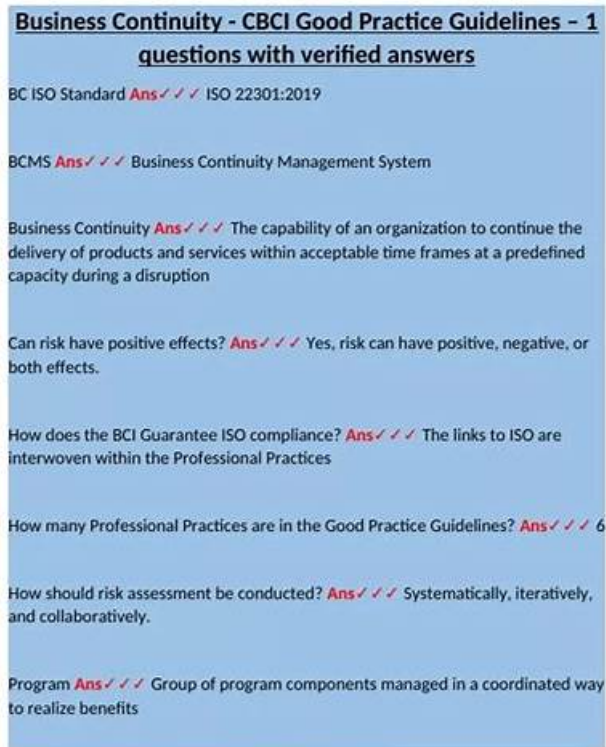 Business Continuity - CBCI Good Practice Guidelines – 1
questions with verified answers
BC ISO Standard Ans✓✓✓ ISO 22301:2019
BCMS Ans✓✓✓ Business Continuity Management System
Business Continuity Ans✓✓✓ The capability of an organization to continue the
delivery of products and services within acceptable time frames at a predefined
capacity during a disruption
Can risk have positive effects? Ans✓✓✓ Yes, risk can have positive, negative, or
both effects.
How does the BCI Guarantee ISO compliance? Ans✓✓✓ The links to ISO are
interwoven within the Professional Practices
How many Professional Practices are in the Good Practice Guidelines? Ans✓✓✓ 6
How should risk assessment be conducted? Ans✓✓✓ Systematically, iteratively,
and collaboratively.
Program Ans✓✓✓ Group of program components managed in a coordinated way
to realize benefits